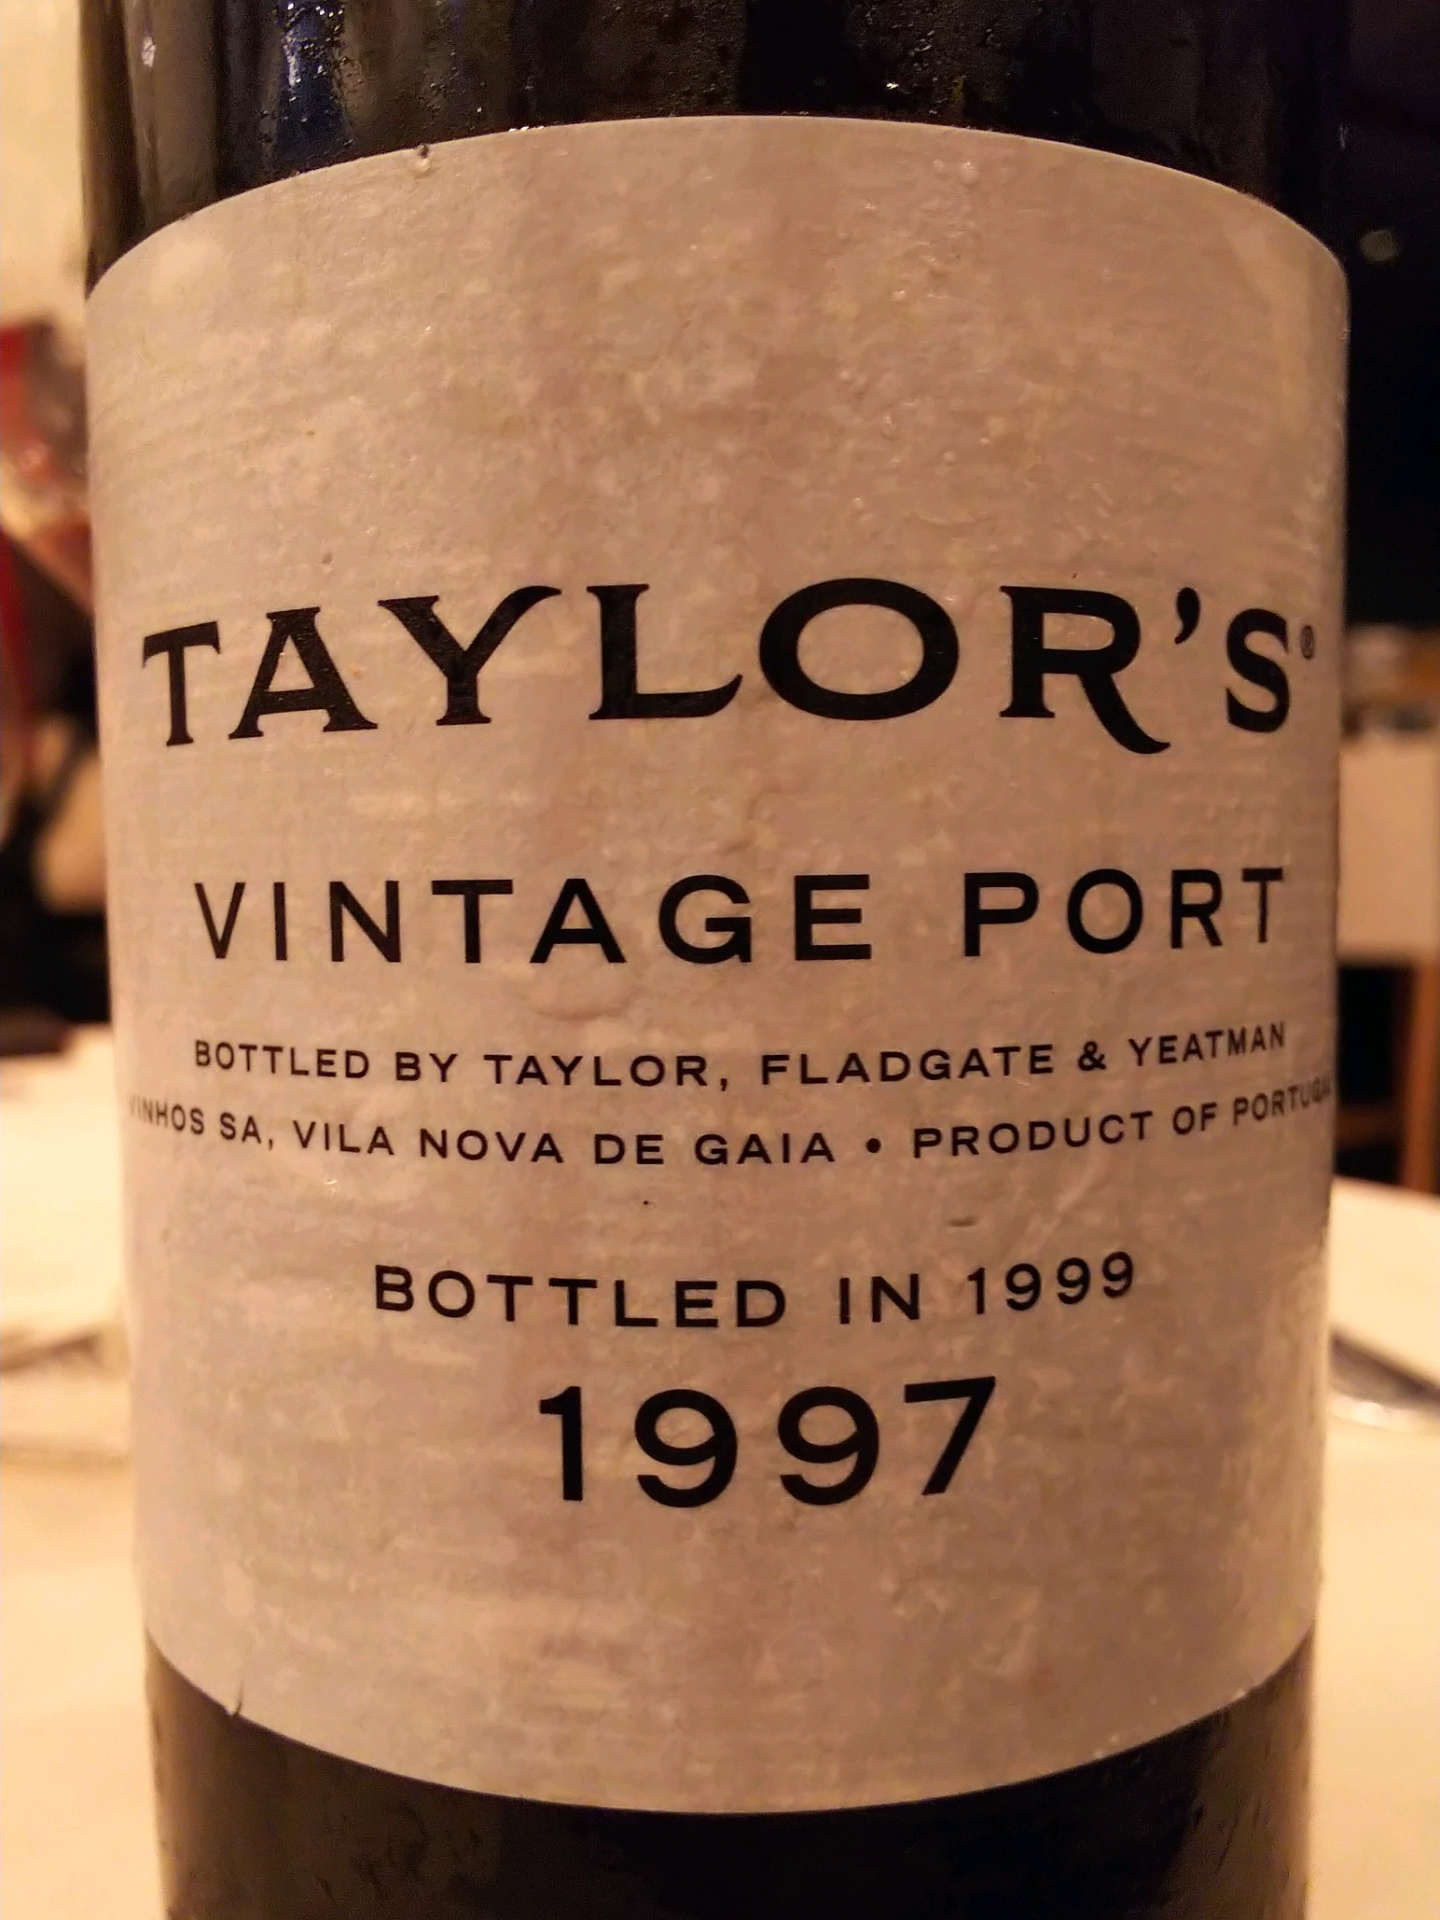 TAYLOR'S®
VINTAGE PORT
BOTTLED BY TAYLOR, FLADGATE & YEATMAN
VINHOS SA, VILA NOVA DE GAIA • PRODUCT OF PORTUGAL
BOTTLED IN 1999
1997